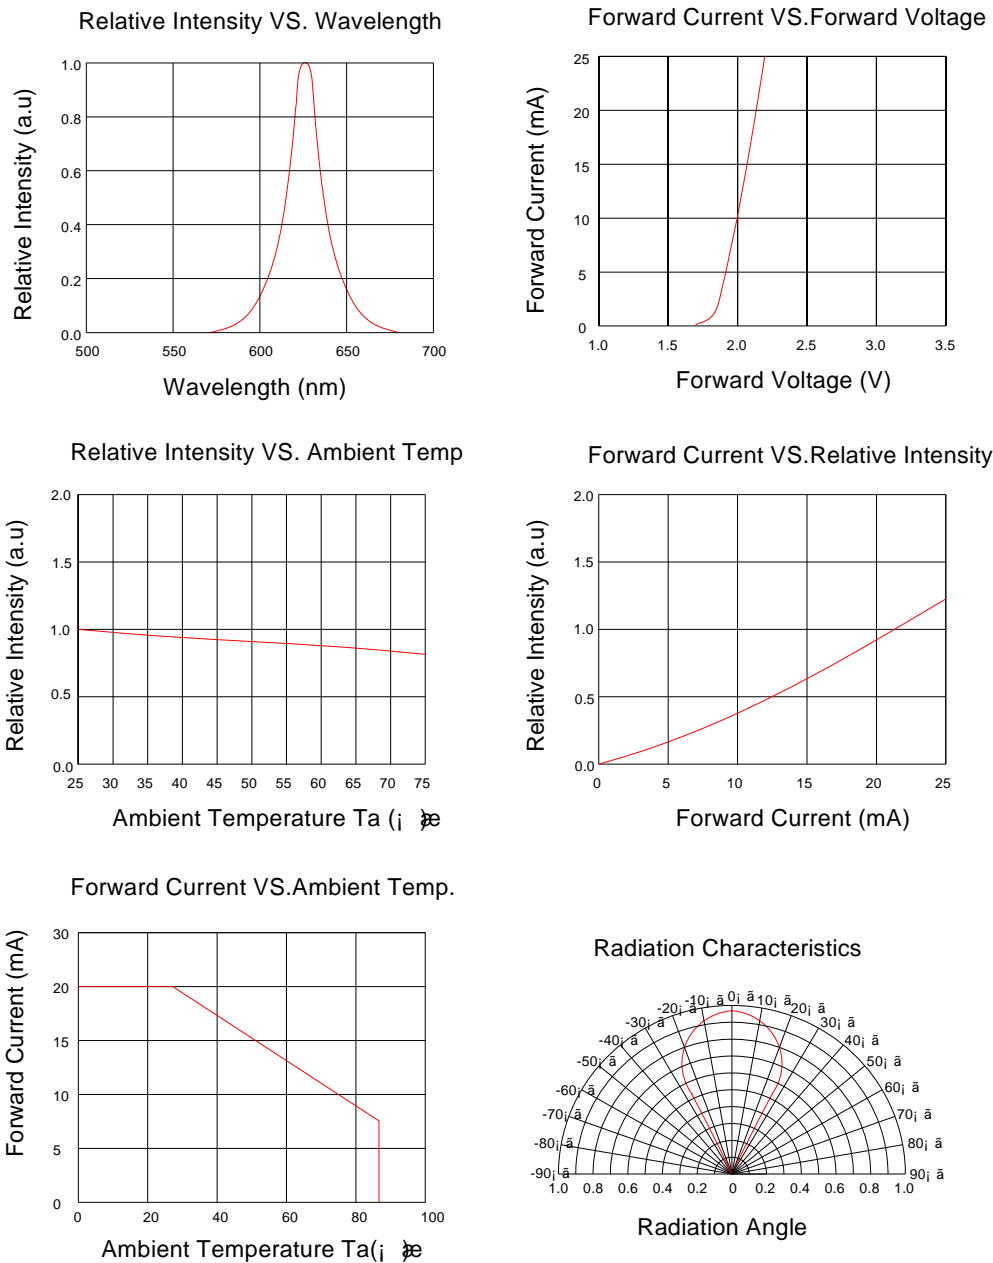 Relative Intensity VS. Wavelength
Relative Intensity (a.u)
1.0
0.8
0.6
0.4
0.2
0.0
500 550 600 650 700
Wavelength (nm)
Forward Current VS.Forward Voltage
Forward Current (mA)
25
20
15
10
5
0
1.0 1.5 2.0 2.5 3.0 3.5
Forward Voltage (V)
Relative Intensity VS. Ambient Temp
Relative Intensity (a.u)
2.0
1.5
1.0
0.5
0.0
25 30 35 40 45 50 55 60 65 70 75
Ambient Temperature Ta (¡ æ)
Forward Current VS.Relative Intensity
Relative Intensity (a.u)
2.0
1.5
1.0
0.5
0.0
0 5 10 15 20 25
Forward Current (mA)
Forward Current VS.Ambient Temp.
Forward Current (mA)
30
20
15
10
5
0
0 20 40 60 80 100
Ambient Temperature Ta(¡ æ)
Radiation Characteristics
-90¡ ã -80¡ ã -70¡ ã -60¡ ã -50¡ ã -40¡ ã -30¡ ã -20¡ ã -10¡ ã 0¡ ã 10¡ ã 20¡ ã 30¡ ã 40¡ ã 50¡ ã 60¡ ã 70¡ ã 80¡ ã 90¡ ã
1.0 0.8 0.6 0.4 0.2 0 0.2 0.4 0.6 0.8 1.0
Radiation Angle